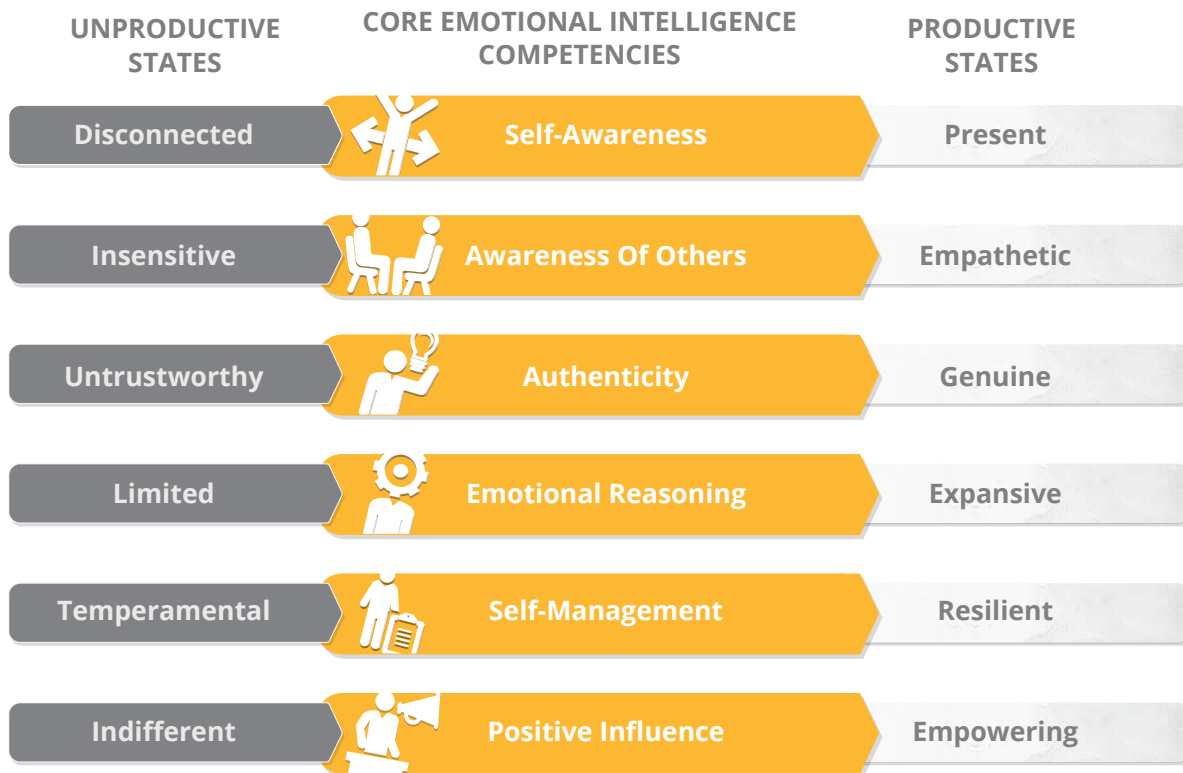 UNPRODUCTIVE
STATES
CORE EMOTIONAL INTELLIGENCE
COMPETENCIES
PRODUCTIVE
STATES
Disconnected
Self-Awareness
Present
Insensitive
Awareness Of Others
Empathetic
Untrustworthy
Authenticity
Genuine
Limited
Emotional Reasoning
Expansive
Temperamental
Self-Management
Resilient
Indifferent
Positive Influence
Empowering